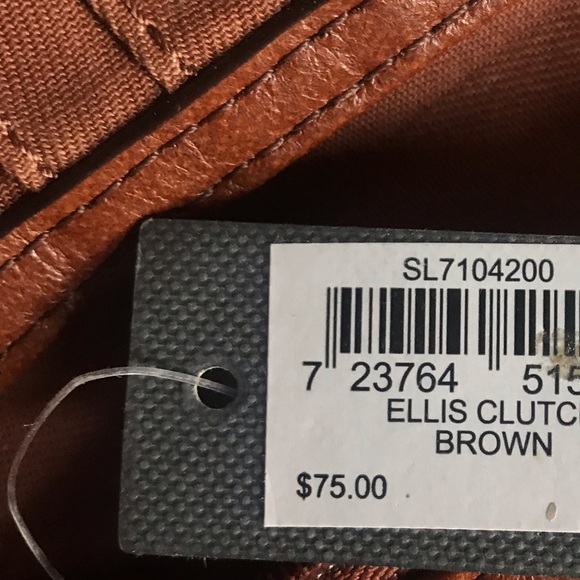 SL7104200
7 23764 515
ELLIS CLUTC
BROWN
$75.00